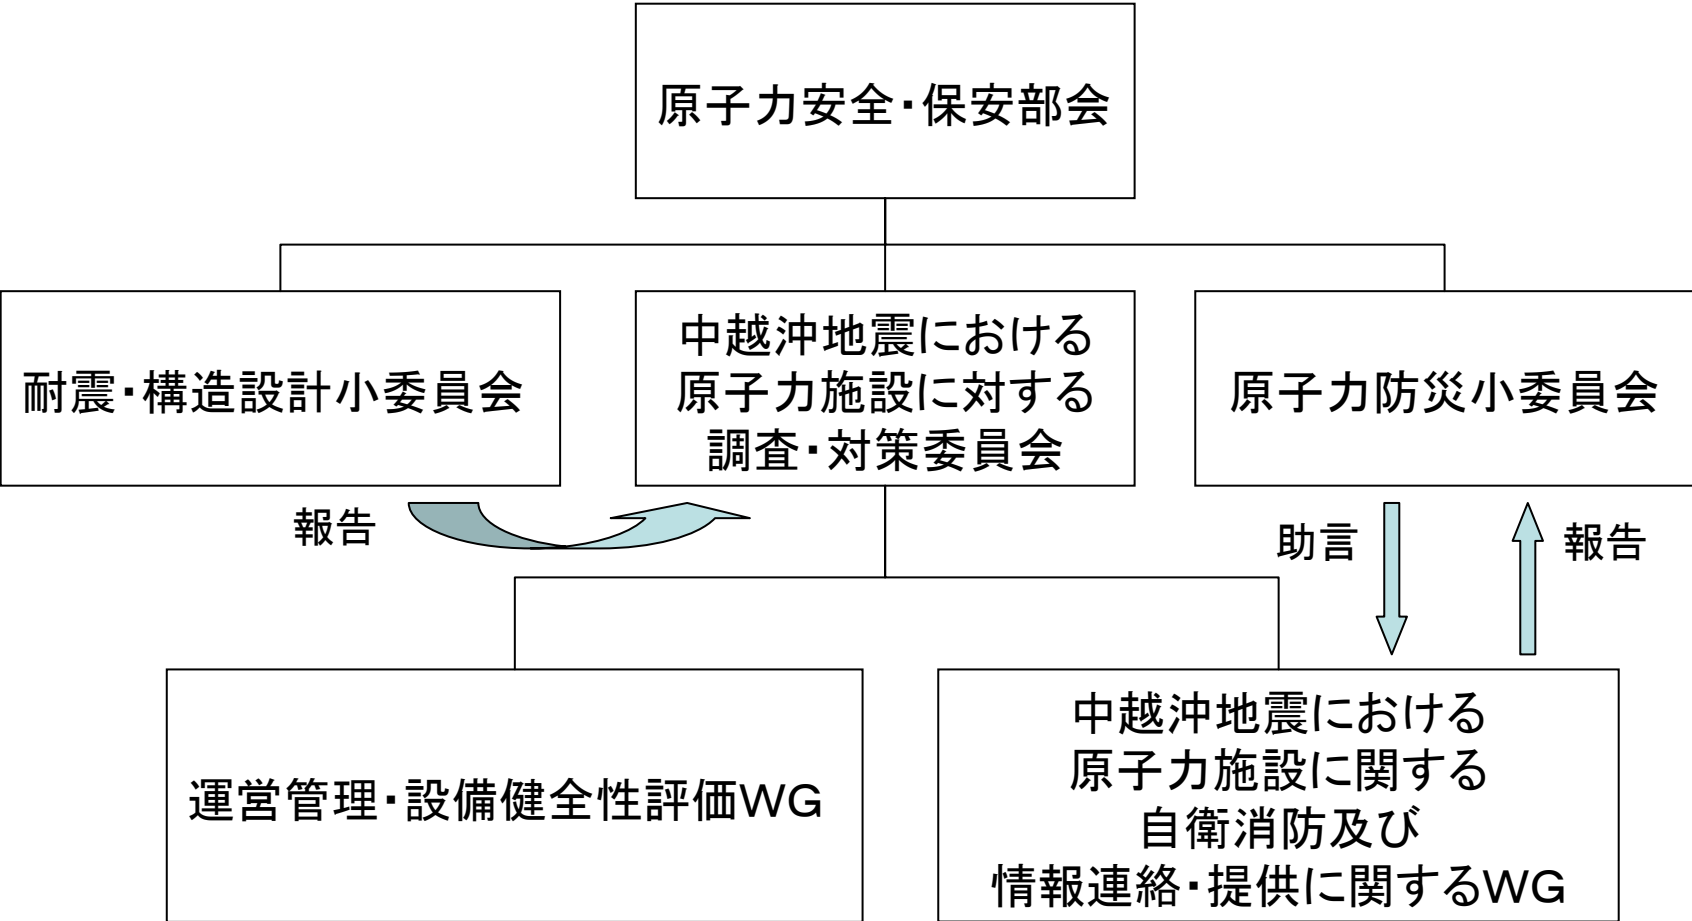 原子力安全・保安部会
耐震・構造設計小委員会
中越沖地震における
原子力施設に対する
調査・対策委員会
原子力防災小委員会
報告
助言
報告
運営管理・設備健全性評価WG
中越沖地震における
原子力施設に関する
自衛消防及び
情報連絡・提供に関するWG